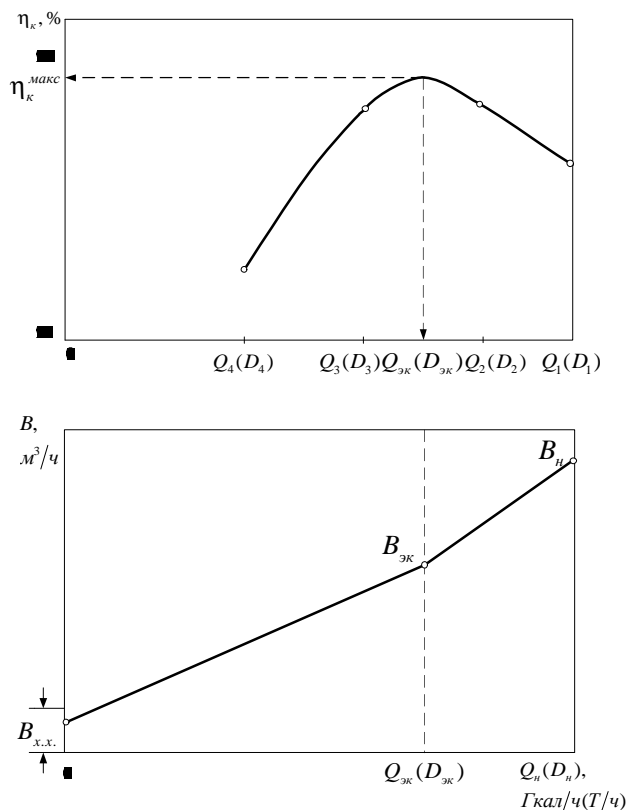 η_к, %
η_к^макс
Q_4(D_4) Q_3(D_3) Q_эк(D_эк) Q_2(D_2) Q_1(D_1)
B,
м³/ч
B_н
B_эк
B_х.х.
Q_эк(D_эк) Q_н(D_н),
Гкал/ч(Т/ч)